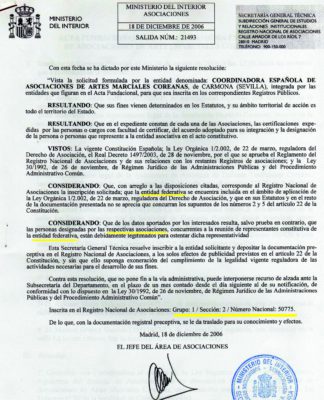 MINISTERIO
DEL INTERIOR
MINISTERIO DEL INTERIOR
ASOCIACIONES
18 DE DICIEMBRE DE 2006
SALIDA NÚM.: 21493
MINISTERIO
DEL INTERIOR
SECRETARÍA GENERAL TÉCNICA
SUBDIRECCIÓN GENERAL DE ESTUDIOS
Y RELACIONES INSTITUCIONALES
REGISTRO NACIONAL DE ASOCIACIONES
CALLE AMADOR DE LOS RÍOS, 7
28010 - MADRID
TELÉFONO: 900-150-000
Con esta fecha se ha dictado por este Ministerio la siguiente resolución:
"Vista la solicitud formulada por la entidad denominada: COORDINADORA ESPAÑOLA DE
ASOCIACIONES DE ARTES MARCIALES COREANAS, de CARMONA (SEVILLA), integrada por las
entidades que figuran en el Acta Fundacional, para que sea inscrita en los correspondientes Registros Públicos.
RESULTANDO: Que sus fines vienen determinados en los Estatutos, y su ámbito territorial de acción es
todo el territorio del Estado.
RESULTANDO: Que en el expediente constan de cada una de las Asociaciones, las certificaciones expedi-
das por las personas o cargos con facultad de certificar, del acuerdo adoptado para su integración y la designación
de la persona o personas que representen a la entidad asociativa en el acto constitutivo.
VISTOS: La vigente Constitución Española; la Ley Orgánica 1/2.002, de 22 de marzo, reguladora
del Derecho de Asociación, el Real Decreto 1497/2003, de 28 de noviembre, por el que se aprueba el Reglamento del
Registro Nacional de Asociaciones y de sus relaciones con los restantes Registros de asociaciones; y la Ley
30/1992, de 26 de noviembre, de Régimen Jurídico de las Administraciones Públicas y del Procedimiento
Administrativo Común.
CONSIDERANDO: Que, con arreglo a las disposiciones citadas, corresponde al Registro Nacional de
Asociaciones la inscripción solicitada; que la entidad federativa se encuentra incluida en el ámbito de aplicación
de la Ley Orgánica 1/2.002, de 22 de marzo, reguladora del Derecho de Asociación, y que en sus Estatutos y en el resto
de la documentación presentada no se aprecia que concurran los supuestos de los números 2 y 5 del artículo 22
de la Constitución.
CONSIDERANDO: Que de los datos aportados por los interesados resulta, salvo prueba en contrario, que
las personas designadas por las respectivas asociaciones, que concurrieron a la reunión constitutiva de
la entidad federativa, están debidamente legitimados para ostentar dicha representatividad
Esta Secretaría General Técnica resuelve inscribir a la entidad solicitante y depositar la documentación pre-
ceptiva en el Registro Nacional de Asociaciones, a los solos efectos de publicidad previstos en el artículo 22 de la
Constitución, y sin que ello suponga exoneración del cumplimiento de la legalidad vigente reguladora de las
actividades necesarias para el desarrollo de sus fines.
Contra esta resolución, que no pone fin a la vía administrativa, puede interponerse recurso de alzada ante la
Subsecretaría del Departamento, en el plazo de un mes contado desde el día siguiente al de su notificación, de
conformidad con lo dispuesto en la Ley 30/1992, de 26 de noviembre, de Régimen Jurídico de las Administraciones
Públicas y del Procedimiento Administrativo Común".
Inscrita en el Registro Nacional de Asociaciones: Grupo: 1 / Sección: 2 / Número Nacional: 50775.
De lo que, con la documentación registral preceptiva, se le da traslado para su conocimiento y efectos.
Madrid, 18 de diciembre de 2006
EL JEFE DEL ÁREA DE ASOCIACIONES
MINISTERIO DEL INTERIOR